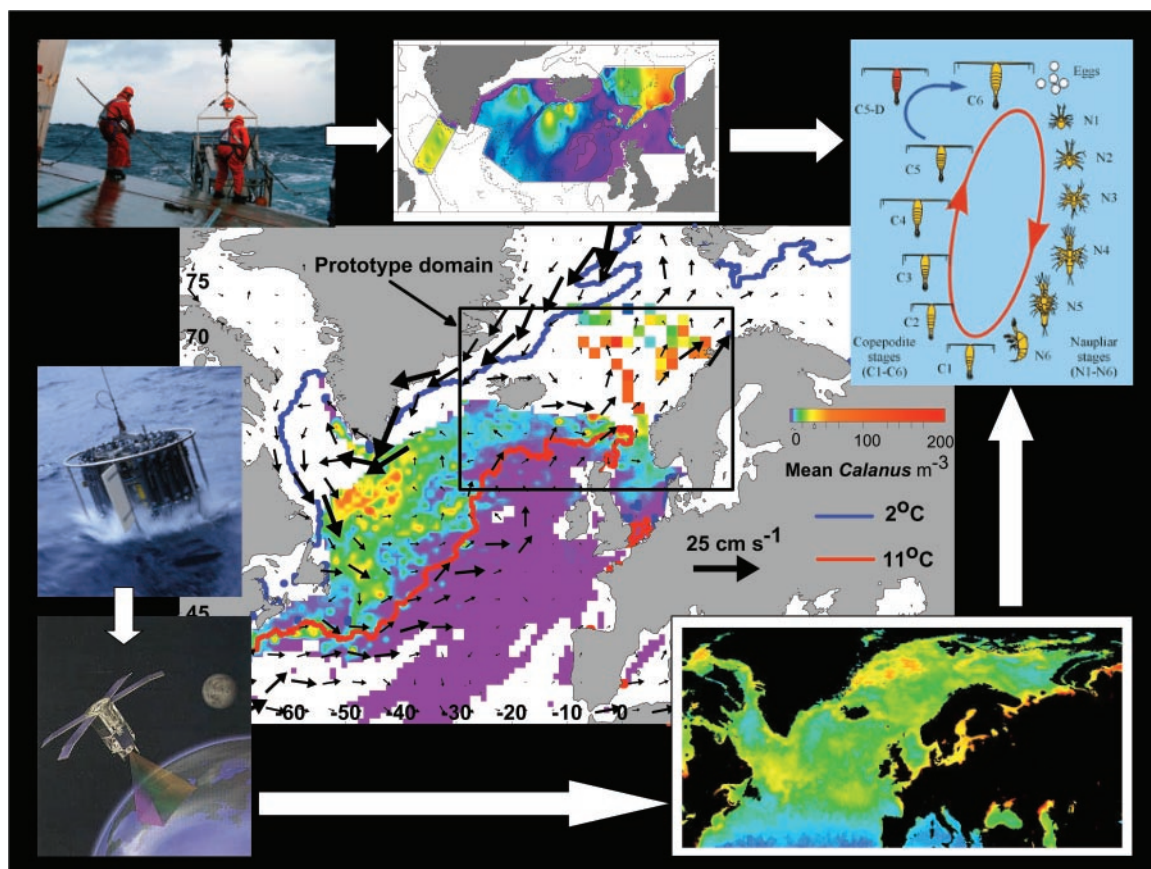 Eggs
C5-D
C6
N1
C5
N2
N3
C4
N4
C3
N5
C2
Copepodite
stages
(C1-C6)
C1
N6
Naupliar
stages
(N1-N6)
Prototype domain
75
70
45
-60 -50 -40 -30 -20 -10 0
0 100 200
Mean Calanus m⁻³
2°C
11°C
25 cm s⁻¹